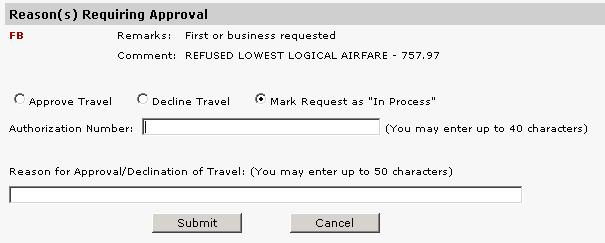 Reason(s) Requiring Approval
FB Remarks: First or business requested
Comment: REFUSED LOWEST LOGICAL AIRFARE - 757.97
Approve Travel Decline Travel Mark Request as "In Process"
Authorization Number: (You may enter up to 40 characters)
Reason for Approval/Declination of Travel: (You may enter up to 50 characters)
Submit Cancel